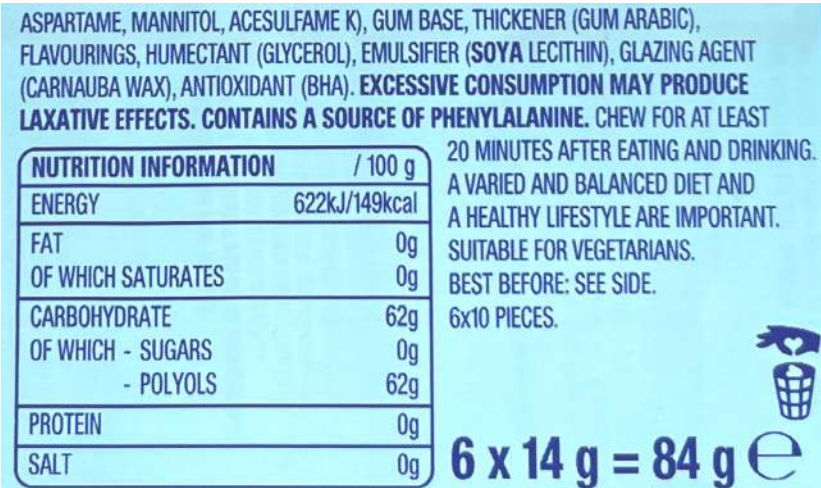 ASPARTAME, MANNITOL, ACESULFAME K), GUM BASE, THICKENER (GUM ARABIC),
FLAVOURINGS, HUMECTANT (GLYCEROL), EMULSIFIER (SOYA LECITHIN), GLAZING AGENT
(CARNAUBA WAX), ANTIOXIDANT (BHA). EXCESSIVE CONSUMPTION MAY PRODUCE
LAXATIVE EFFECTS. CONTAINS A SOURCE OF PHENYLALANINE. CHEW FOR AT LEAST
20 MINUTES AFTER EATING AND DRINKING.
A VARIED AND BALANCED DIET AND
A HEALTHY LIFESTYLE ARE IMPORTANT.
SUITABLE FOR VEGETARIANS.
BEST BEFORE: SEE SIDE.
6x10 PIECES.
NUTRITION INFORMATION / 100 g
ENERGY 622kJ/149kcal
FAT 0g
OF WHICH SATURATES 0g
CARBOHYDRATE 62g
OF WHICH - SUGARS 0g
- POLYOLS 62g
PROTEIN 0g
SALT 0g
6 x 14 g = 84 g ℮